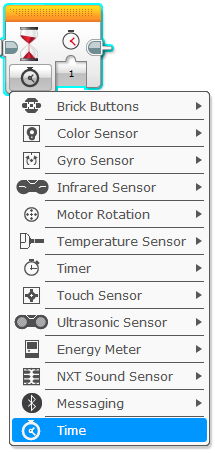 1
Brick Buttons
Color Sensor
Gyro Sensor
Infrared Sensor
Motor Rotation
Temperature Sensor
Timer
Touch Sensor
Ultrasonic Sensor
Energy Meter
NXT Sound Sensor
Messaging
Time